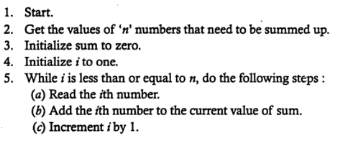 1. Start.
2. Get the values of ‘n’ numbers that need to be summed up.
3. Initialize sum to zero.
4. Initialize i to one.
5. While i is less than or equal to n, do the following steps :
(a) Read the ith number.
(b) Add the ith number to the current value of sum.
(c) Increment i by 1.